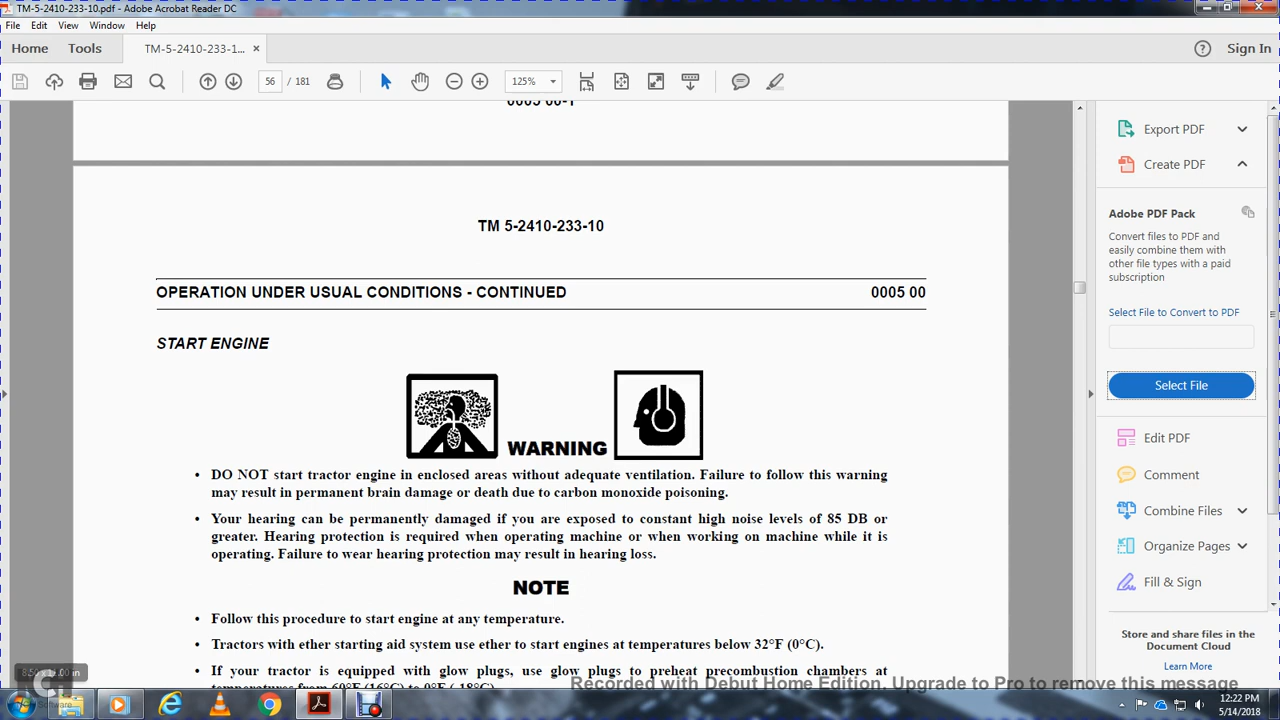 TM-5-2410-233-10.pdf - Adobe Acrobat Reader DC
File Edit View Window Help
Home Tools TM-5-2410-233-1... × Sign In
56 / 181 125%
0005 00-1
TM 5-2410-233-10
OPERATION UNDER USUAL CONDITIONS - CONTINUED 0005 00
START ENGINE
WARNING
• DO NOT start tractor engine in enclosed areas without adequate ventilation. Failure to follow this warning
may result in permanent brain damage or death due to carbon monoxide poisoning.
• Your hearing can be permanently damaged if you are exposed to constant high noise levels of 85 DB or
greater. Hearing protection is required when operating machine or when working on machine while it is
operating. Failure to wear hearing protection may result in hearing loss.
NOTE
• Follow this procedure to start engine at any temperature.
• Tractors with ether starting aid system use ether to start engines at temperatures below 32°F (0°C).
• If your tractor is equipped with glow plugs, use glow plugs to preheat precombustion chambers at
temperatures from 60°F (16°C) to 0°F (-18°C).
Export PDF
Create PDF
Adobe PDF Pack
Convert files to PDF and
easily combine them with
other file types with a paid
subscription
Select File to Convert to PDF
Select File
Edit PDF
Comment
Combine Files
Organize Pages
Fill & Sign
Store and share files in the
Document Cloud
Learn More
8.50 x 11.00 in
Recorded with Debut Home Edition. Upgrade to Pro to remove this message
12:22 PM
5/14/2018